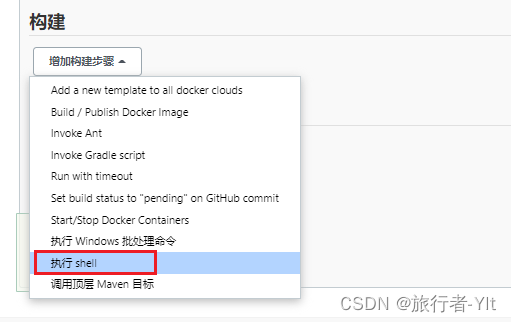 构建
增加构建步骤
Add a new template to all docker clouds
Build / Publish Docker Image
Invoke Ant
Invoke Gradle script
Run with timeout
Set build status to "pending" on GitHub commit
Start/Stop Docker Containers
执行 Windows 批处理命令
执行 shell
调用顶层 Maven 目标
CSDN @旅行者-Ylt